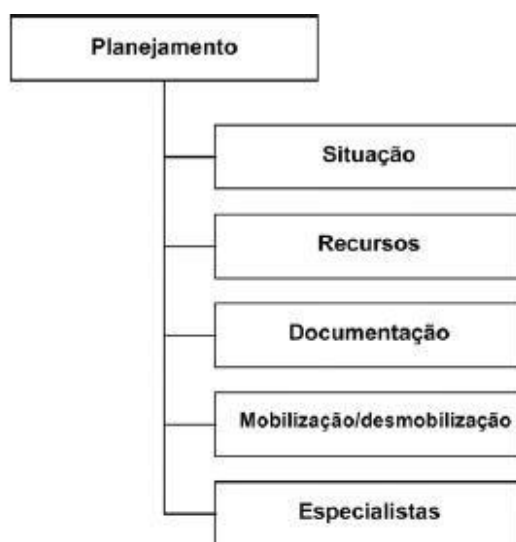 Planejamento
Situação
Recursos
Documentação
Mobilização/desmobilização
Especialistas